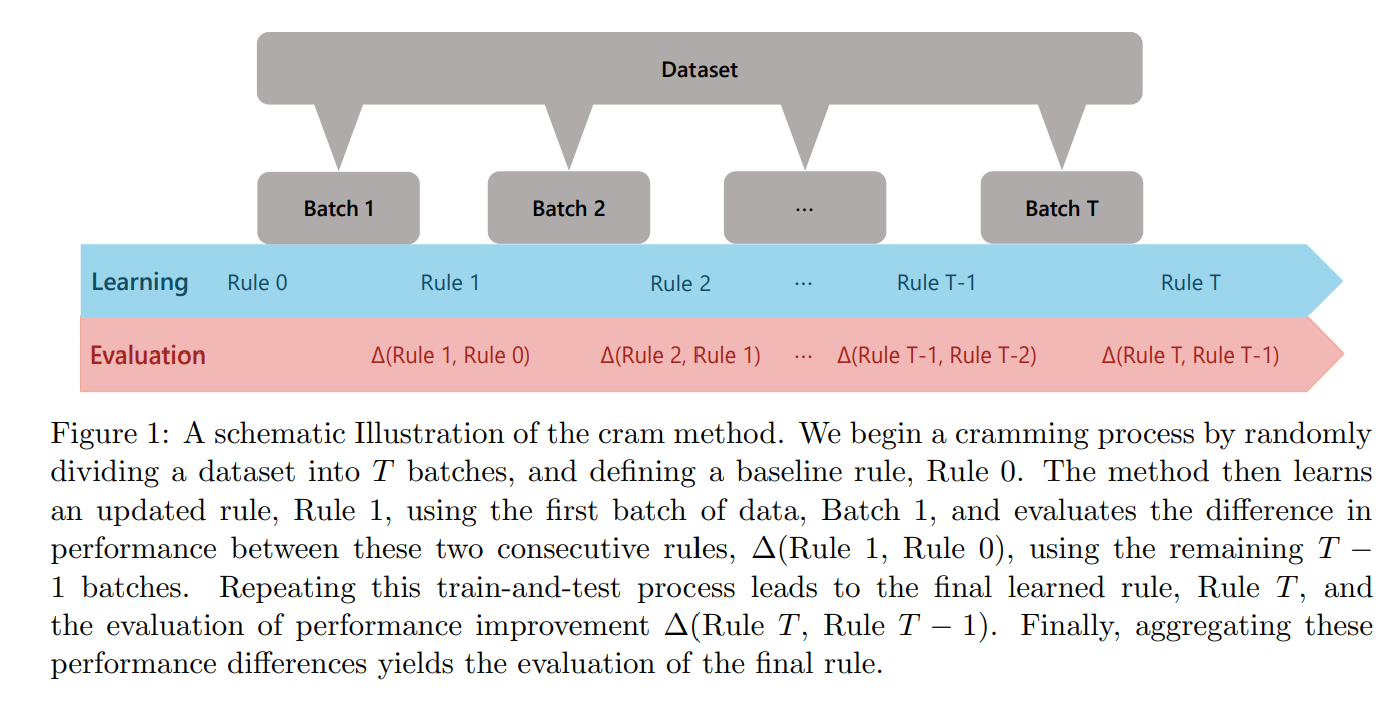 Dataset
Batch 1 Batch 2 ... Batch T
Learning Rule 0 Rule 1 Rule 2 ... Rule T-1 Rule T
Evaluation Δ(Rule 1, Rule 0) Δ(Rule 2, Rule 1) ... Δ(Rule T-1, Rule T-2) Δ(Rule T, Rule T-1)
Figure 1: A schematic Illustration of the cram method. We begin a cramming process by randomly
dividing a dataset into T batches, and defining a baseline rule, Rule 0. The method then learns
an updated rule, Rule 1, using the first batch of data, Batch 1, and evaluates the difference in
performance between these two consecutive rules, Δ(Rule 1, Rule 0), using the remaining T −
1 batches. Repeating this train-and-test process leads to the final learned rule, Rule T, and
the evaluation of performance improvement Δ(Rule T, Rule T − 1). Finally, aggregating these
performance differences yields the evaluation of the final rule.